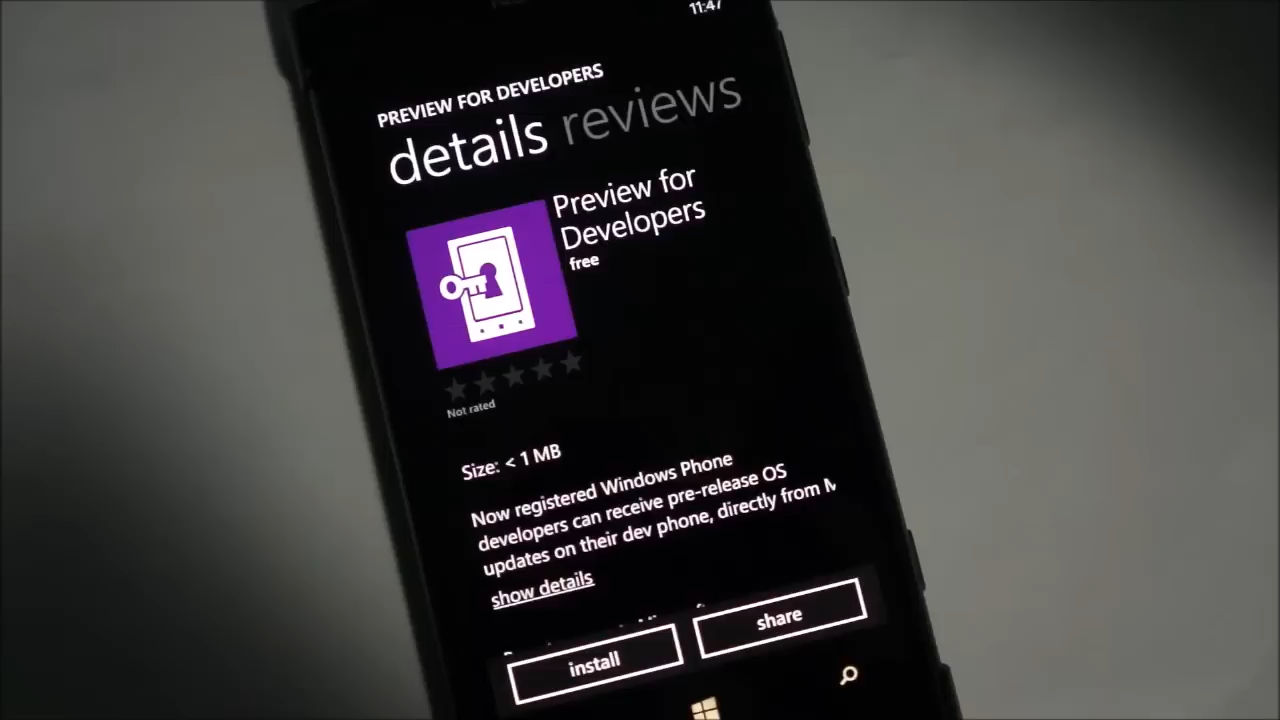 11:47
PREVIEW FOR DEVELOPERS
details reviews
Preview for
Developers
free
Not rated
Size: < 1 MB
Now registered Windows Phone
developers can receive pre-release OS
updates on their dev phone, directly from M
show details
install
share